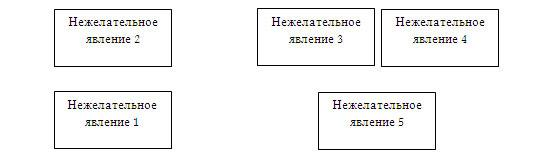 Нежелательное
явление 2
Нежелательное
явление 3
Нежелательное
явление 4
Нежелательное
явление 1
Нежелательное
явление 5